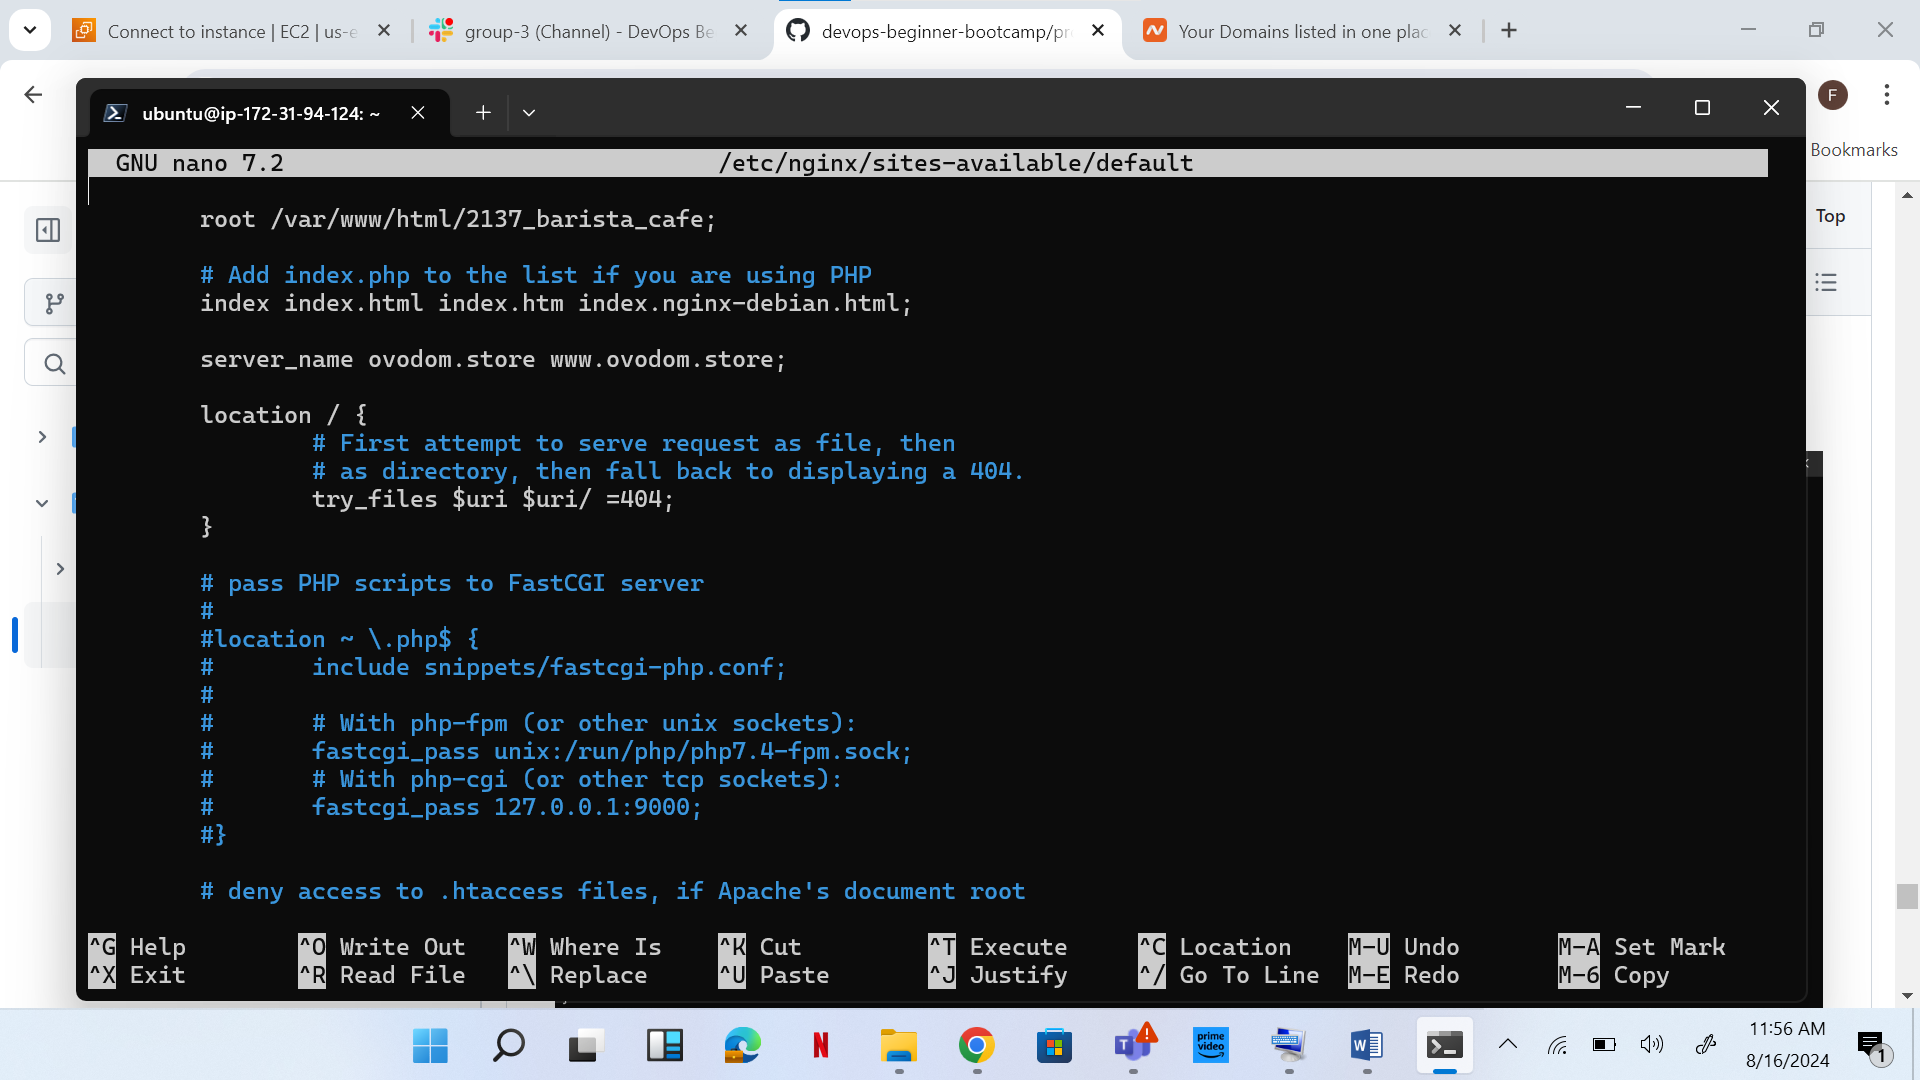 Connect to instance | EC2 | us-e
group-3 (Channel) - DevOps Be
devops-beginner-bootcamp/pr
Your Domains listed in one plac
F
Bookmarks
Top
ubuntu@ip-172-31-94-124: ~
GNU nano 7.2 /etc/nginx/sites-available/default
root /var/www/html/2137_barista_cafe;
# Add index.php to the list if you are using PHP
index index.html index.htm index.nginx-debian.html;
server_name ovodom.store www.ovodom.store;
location / {
# First attempt to serve request as file, then
# as directory, then fall back to displaying a 404.
try_files $uri $uri/ =404;
}
# pass PHP scripts to FastCGI server
#
#location ~ \.php$ {
# include snippets/fastcgi-php.conf;
#
# # With php-fpm (or other unix sockets):
# fastcgi_pass unix:/run/php/php7.4-fpm.sock;
# # With php-cgi (or other tcp sockets):
# fastcgi_pass 127.0.0.1:9000;
#}
# deny access to .htaccess files, if Apache's document root
^G Help ^O Write Out ^W Where Is ^K Cut ^T Execute ^C Location M-U Undo M-A Set Mark
^X Exit ^R Read File ^\ Replace ^U Paste ^J Justify ^/ Go To Line M-E Redo M-6 Copy
N
T
prime
video
W
11:56 AM
8/16/2024
1